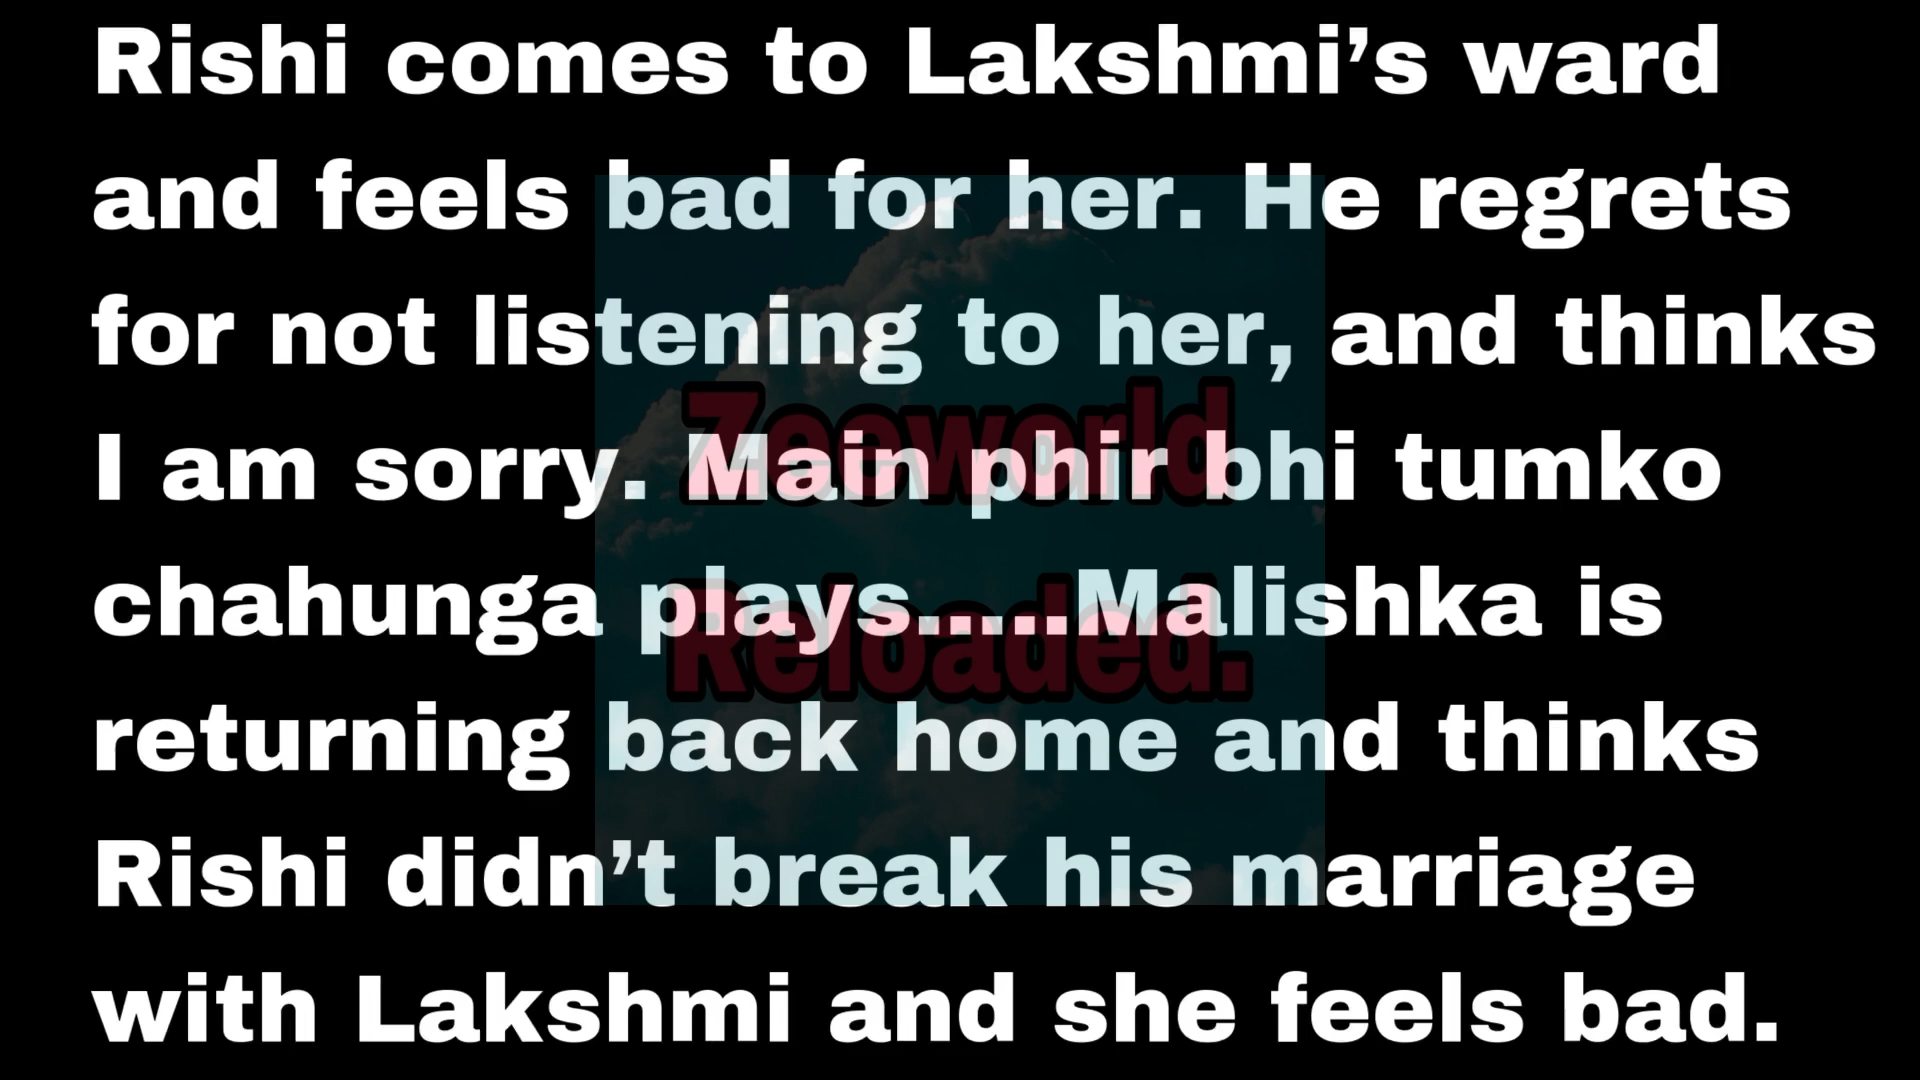 Rishi comes to Lakshmi’s ward
and feels bad for her. He regrets
for not listening to her, and thinks
I am sorry. Main phir bhi tumko
chahunga plays…..Malishka is
returning back home and thinks
Rishi didn’t break his marriage
with Lakshmi and she feels bad.
Zeeworld
Reloaded.